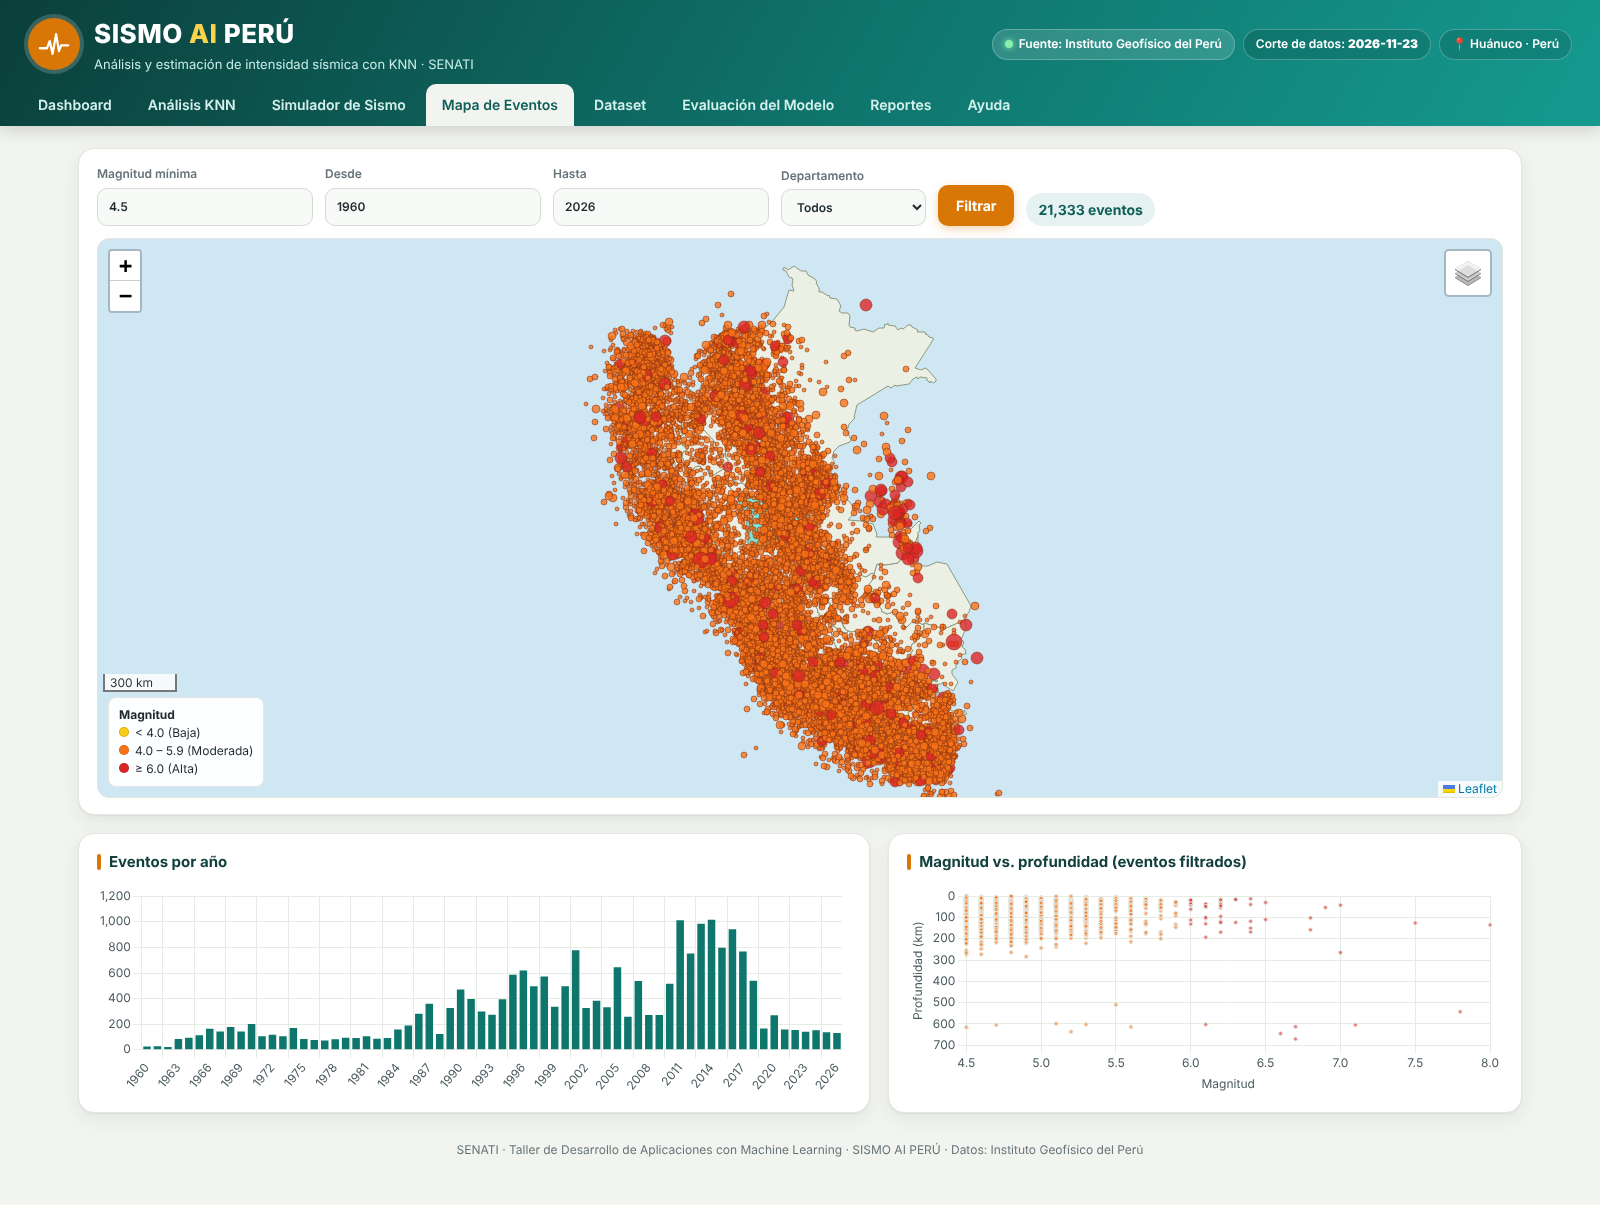 SISMO AI PERÚ
Análisis y estimación de intensidad sísmica con KNN · SENATI
Fuente: Instituto Geofísico del Perú
Corte de datos: 2026-11-23
📍 Huánuco · Perú
Dashboard
Análisis KNN
Simulador de Sismo
Mapa de Eventos
Dataset
Evaluación del Modelo
Reportes
Ayuda
Magnitud mínima
Desde
Hasta
Departamento
4.5
1960
2026
Todos
Filtrar
21,333 eventos
+
−
300 km
Magnitud
< 4.0 (Baja)
4.0 – 5.9 (Moderada)
≥ 6.0 (Alta)
Leaflet
Eventos por año
1,200
1,000
800
600
400
200
0
1960
1963
1966
1969
1972
1975
1978
1981
1984
1987
1990
1993
1996
1999
2002
2005
2008
2011
2014
2017
2020
2023
2026
Magnitud vs. profundidad (eventos filtrados)
Profundidad (km)
0
100
200
300
400
500
600
700
4.5
5.0
5.5
6.0
6.5
7.0
7.5
8.0
Magnitud
SENATI · Taller de Desarrollo de Aplicaciones con Machine Learning · SISMO AI PERÚ · Datos: Instituto Geofísico del Perú